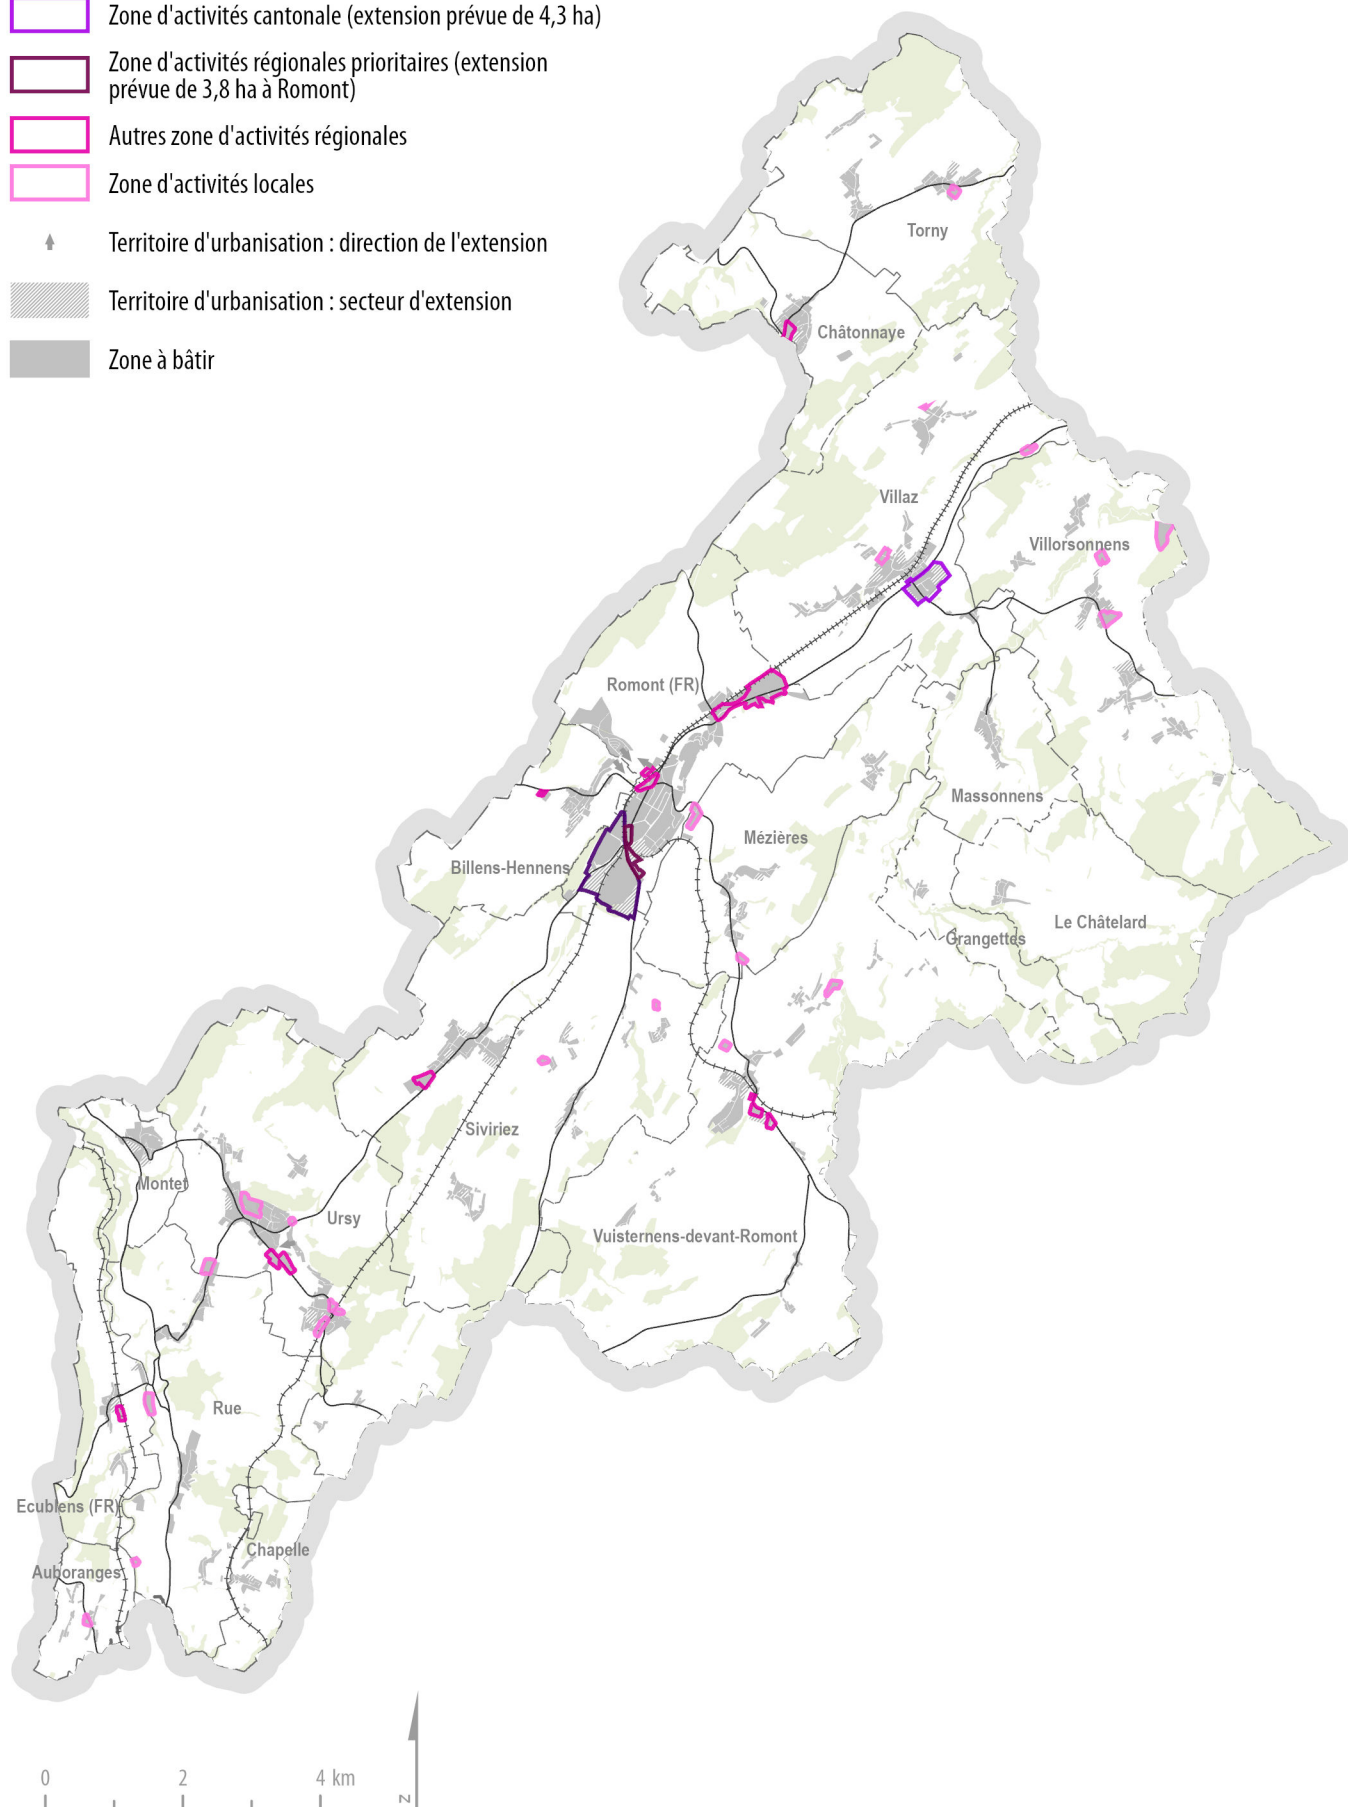 Zone d'activités cantonale (extension prévue de 4,3 ha)
Zone d'activités régionales prioritaires (extension
prévue de 3,8 ha à Romont)
Autres zone d'activités régionales
Zone d'activités locales
Territoire d'urbanisation : direction de l'extension
Territoire d'urbanisation : secteur d'extension
Zone à bâtir
Torny
Châtonnaye
Villaz
Villorsonnens
Romont (FR)
Massonnens
Mézières
Billens-Hennens
Le Châtelard
Grangettes
Siviriez
Montet
Ursy
Vuisternens-devant-Romont
Rue
Ecublens (FR)
Chapelle
Auboranges
0 2 4 km
N